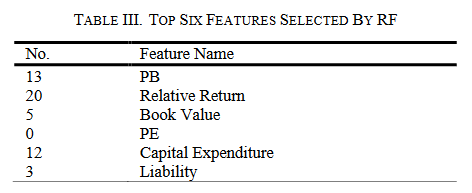 TABLE III. TOP SIX FEATURES SELECTED BY RF
No. Feature Name
13 PB
20 Relative Return
5 Book Value
0 PE
12 Capital Expenditure
3 Liability